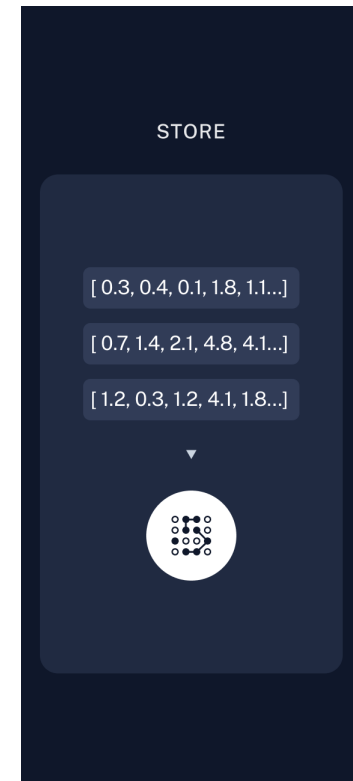 STORE
[ 0.3, 0.4, 0.1, 1.8, 1.1...]
[ 0.7, 1.4, 2.1, 4.8, 4.1...]
[ 1.2, 0.3, 1.2, 4.1, 1.8...]